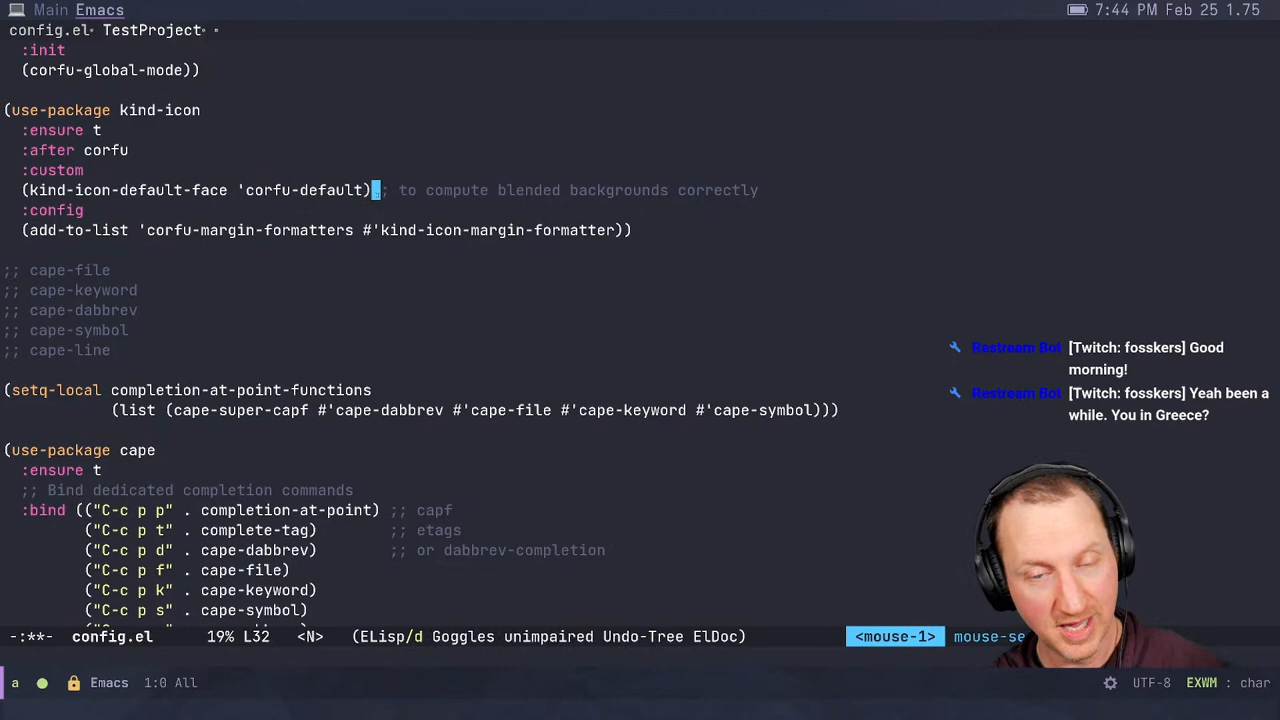 Main Emacs
7:44 PM Feb 25 1.75
config.el• TestProject•
:init
(corfu-global-mode))
(use-package kind-icon
:ensure t
:after corfu
:custom
(kind-icon-default-face 'corfu-default) ; to compute blended backgrounds correctly
:config
(add-to-list 'corfu-margin-formatters #'kind-icon-margin-formatter))
;; cape-file
;; cape-keyword
;; cape-dabbrev
;; cape-symbol
;; cape-line
(setq-local completion-at-point-functions
(list (cape-super-capf #'cape-dabbrev #'cape-file #'cape-keyword #'cape-symbol)))
(use-package cape
:ensure t
;; Bind dedicated completion commands
:bind (("C-c p p" . completion-at-point) ;; capf
("C-c p t" . complete-tag) ;; etags
("C-c p d" . cape-dabbrev) ;; or dabbrev-completion
("C-c p f" . cape-file)
("C-c p k" . cape-keyword)
("C-c p s" . cape-symbol)
Restream Bot [Twitch: fosskers] Good
morning!
Restream Bot [Twitch: fosskers] Yeah been a
while. You in Greece?
-:**- config.el 19% L32 <N> (ELisp/d Goggles unimpaired Undo-Tree ElDoc)
<mouse-1> mouse-se
a Emacs 1:0 All
UTF-8 EXWM : char